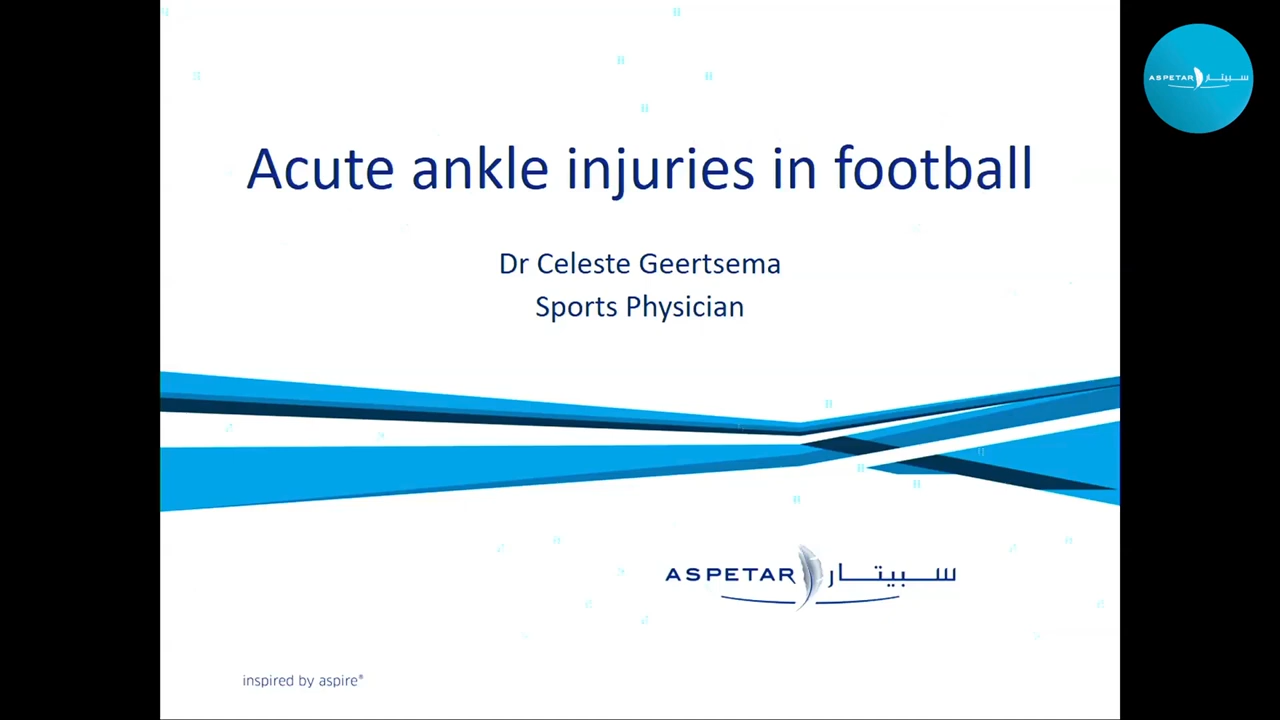 ASPETAR سبيتار
Acute ankle injuries in football
Dr Celeste Geertsema
Sports Physician
ASPETAR سبيتار
inspired by aspire®